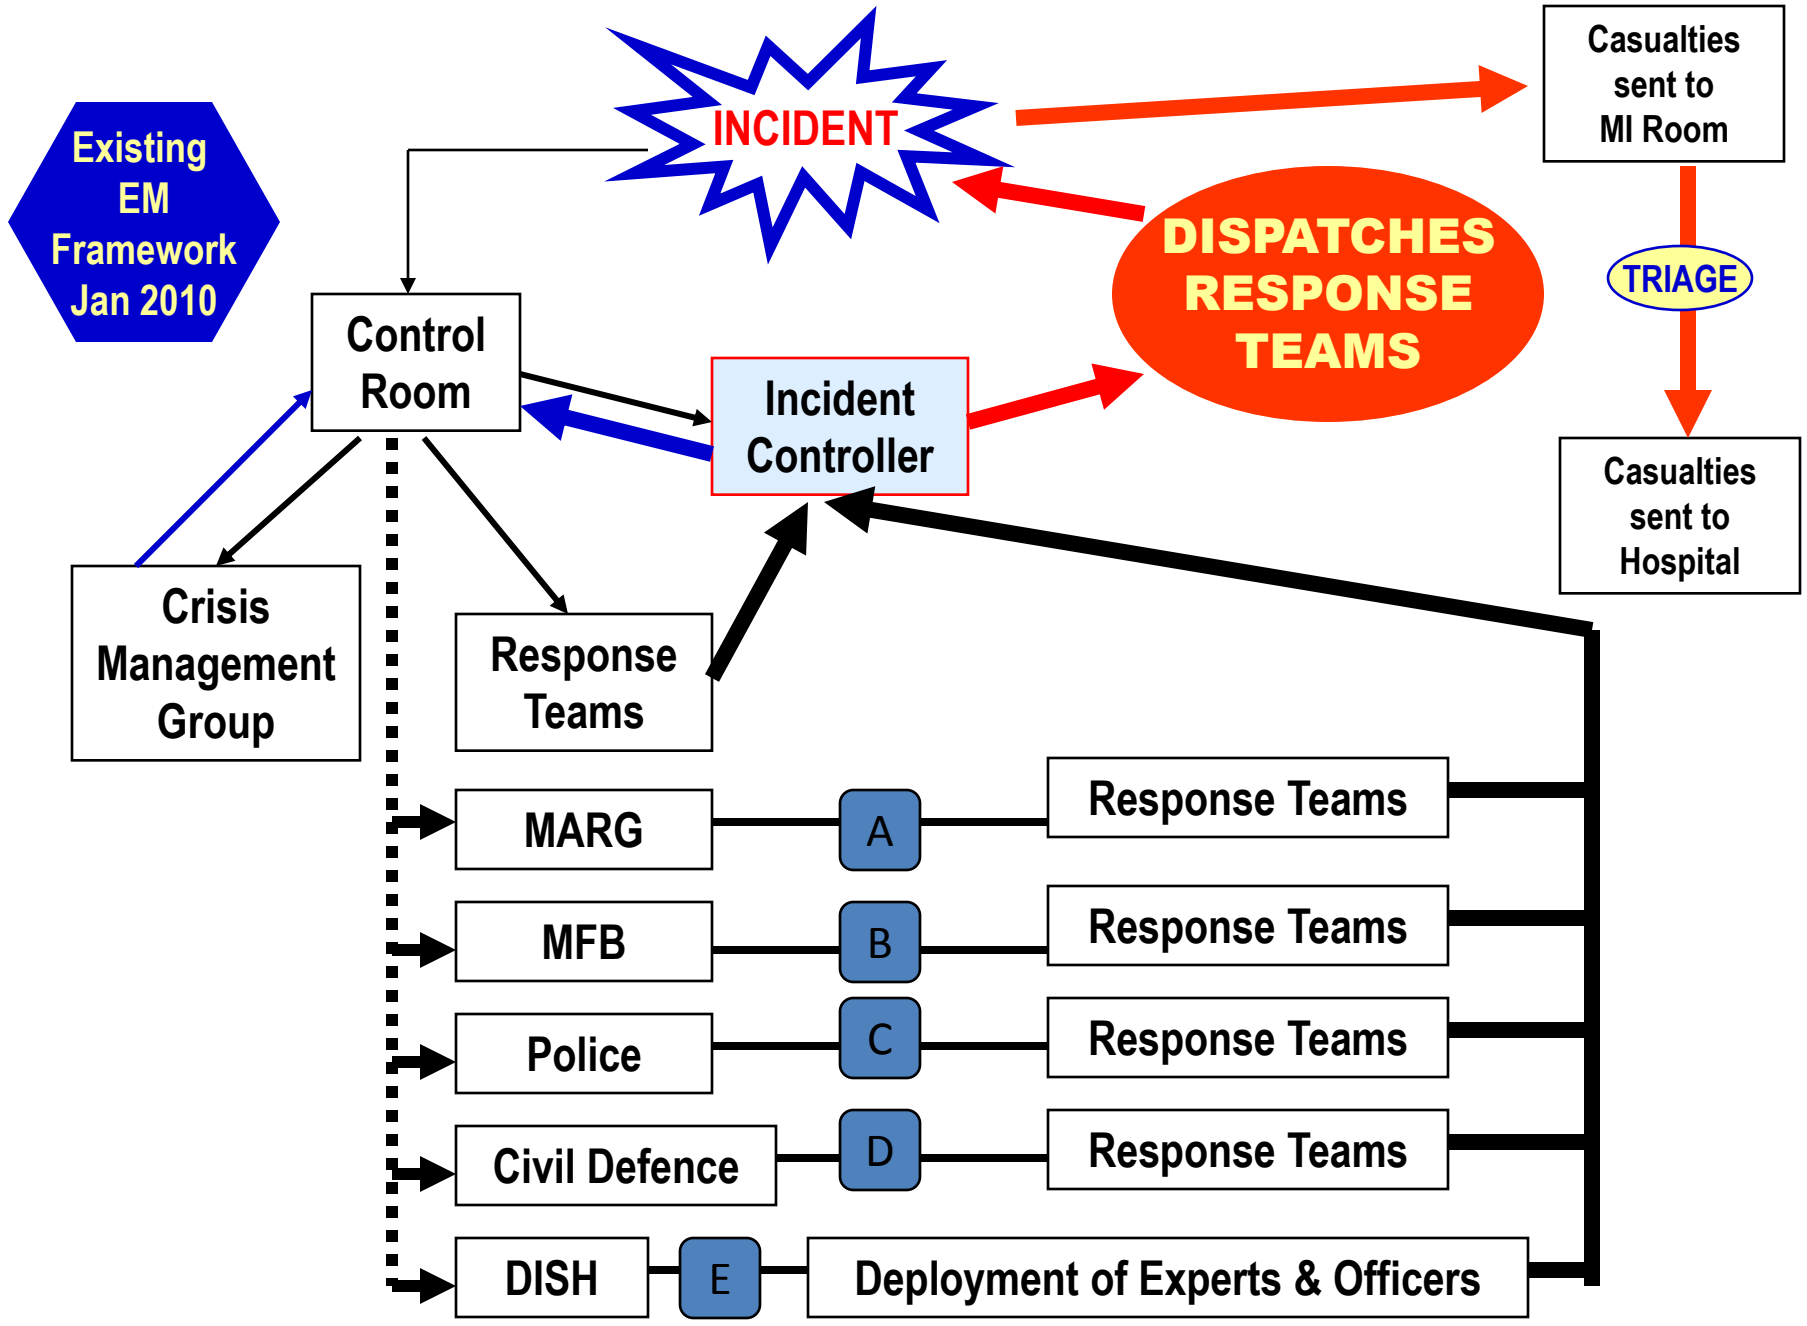 INCIDENT
Casualties
sent to
MI Room
Existing
EM
Framework
Jan 2010
DISPATCHES
RESPONSE
TEAMS
TRIAGE
Control
Room
Incident
Controller
Casualties
sent to
Hospital
Crisis
Management
Group
Response
Teams
MARG
A
Response Teams
MFB
B
Response Teams
Police
C
Response Teams
Civil Defence
D
Response Teams
DISH
E
Deployment of Experts & Officers